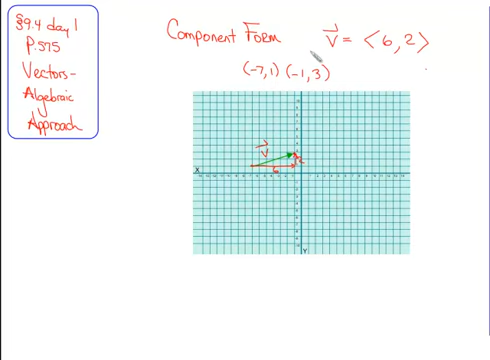 §9.4 day 1
P.575
Vectors-
Algebraic
Approach
Component Form
v = ⟨6, 2⟩
(-7,1) (-1,3)
v
2
6
X
Y